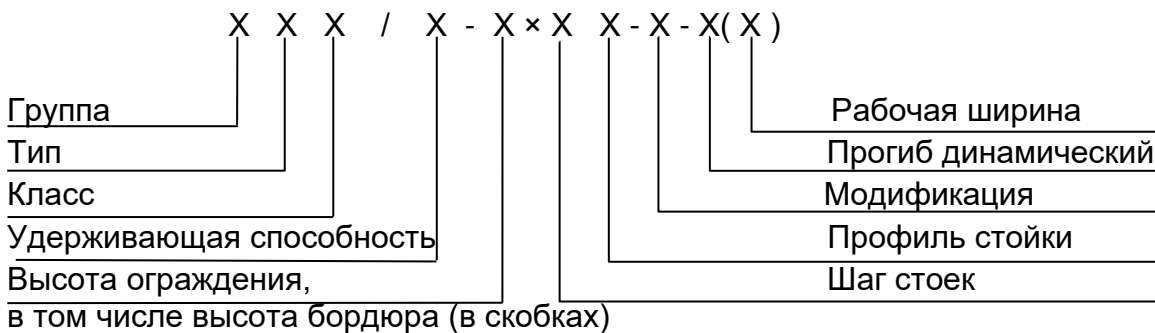 Х Х Х / Х - Х × Х Х - Х - Х( Х )
Группа Рабочая ширина
Тип Прогиб динамический
Класс Модификация
Удерживающая способность Профиль стойки
Высота ограждения, Шаг стоек
в том числе высота бордюра (в скобках)